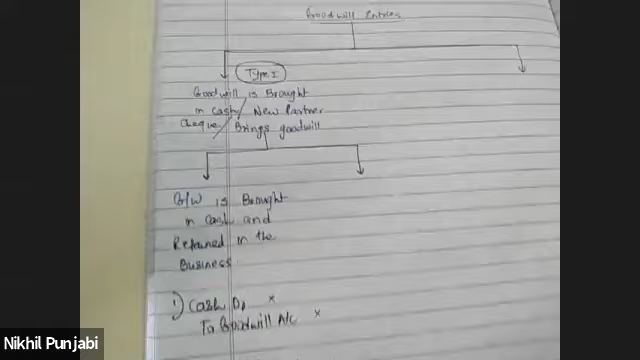 Goodwill Entries
Type I
Goodwill is Brought
in cash / New Partner
cheque / Brings goodwill
G/W is Brought
in Cash and
Retained in the
Business
1) Cash Dr x
To Goodwill A/c x
Nikhil Punjabi